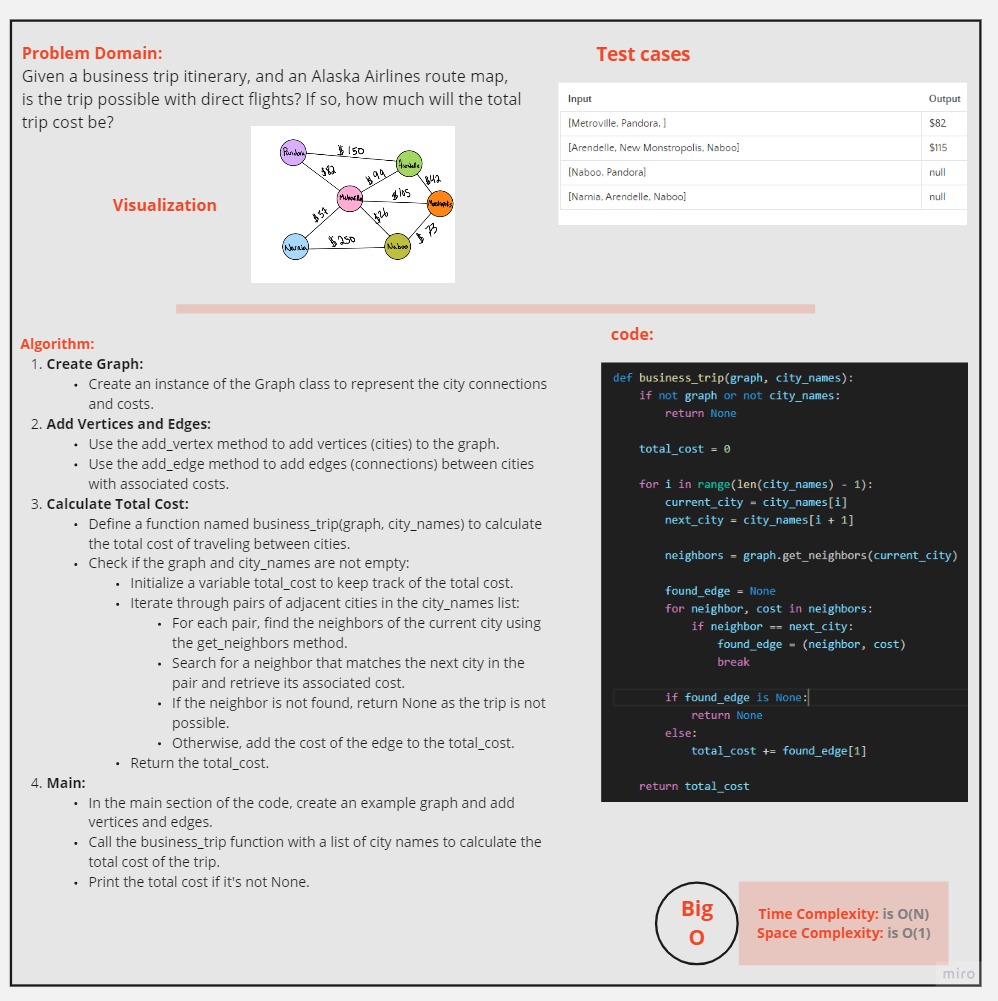 Problem Domain:
Given a business trip itinerary, and an Alaska Airlines route map,
is the trip possible with direct flights? If so, how much will the total
trip cost be?
Visualization
Pandora
$150
Arendelle
$82
$99
$42
Metroville
$105
Monstropolis
$37
$26
$73
Narnia
$250
Naboo
Test cases
Input Output
[Metroville, Pandora, ] $82
[Arendelle, New Monstropolis, Naboo] $115
[Naboo, Pandora] null
[Narnia, Arendelle, Naboo] null
Algorithm:
1. Create Graph:
• Create an instance of the Graph class to represent the city connections
and costs.
2. Add Vertices and Edges:
• Use the add_vertex method to add vertices (cities) to the graph.
• Use the add_edge method to add edges (connections) between cities
with associated costs.
3. Calculate Total Cost:
• Define a function named business_trip(graph, city_names) to calculate
the total cost of traveling between cities.
• Check if the graph and city_names are not empty:
• Initialize a variable total_cost to keep track of the total cost.
• Iterate through pairs of adjacent cities in the city_names list:
• For each pair, find the neighbors of the current city using
the get_neighbors method.
• Search for a neighbor that matches the next city in the
pair and retrieve its associated cost.
• If the neighbor is not found, return None as the trip is not
possible.
• Otherwise, add the cost of the edge to the total_cost.
• Return the total_cost.
4. Main:
• In the main section of the code, create an example graph and add
vertices and edges.
• Call the business_trip function with a list of city names to calculate the
total cost of the trip.
• Print the total cost if it's not None.
code:
def business_trip(graph, city_names):
if not graph or not city_names:
return None
total_cost = 0
for i in range(len(city_names) - 1):
current_city = city_names[i]
next_city = city_names[i + 1]
neighbors = graph.get_neighbors(current_city)
found_edge = None
for neighbor, cost in neighbors:
if neighbor == next_city:
found_edge = (neighbor, cost)
break
if found_edge is None:
return None
else:
total_cost += found_edge[1]
return total_cost
Big
O
Time Complexity: is O(N)
Space Complexity: is O(1)
miro